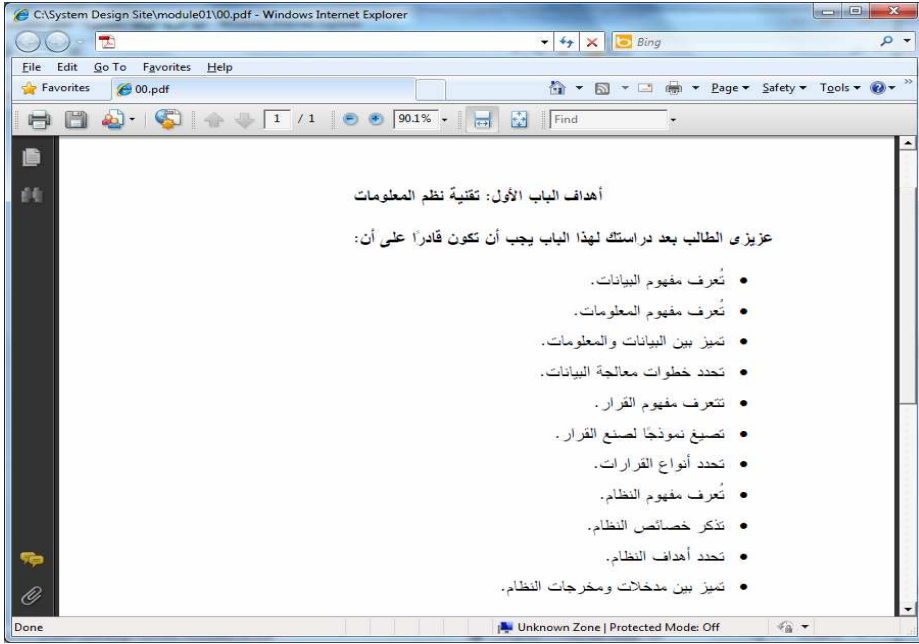 C:\System Design Site\module01\00.pdf - Windows Internet Explorer
Bing
File Edit Go To Favorites Help
Favorites 00.pdf Page Safety Tools
1 / 1 90.1% Find
أهداف الباب الأول: تقنية نظم المعلومات
عزيزى الطالب بعد دراستك لهذا الباب يجب أن تكون قادرًا على أن:
• تُعرف مفهوم البيانات.
• تُعرف مفهوم المعلومات.
• تميز بين البيانات والمعلومات.
• تحدد خطوات معالجة البيانات.
• تتعرف مفهوم القرار.
• تصيغ نموذجًا لصنع القرار.
• تحدد أنواع القرارات.
• تُعرف مفهوم النظام.
• تذكر خصائص النظام.
• تحدد أهداف النظام.
• تميز بين مدخلات ومخرجات النظام.
Done Unknown Zone | Protected Mode: Off